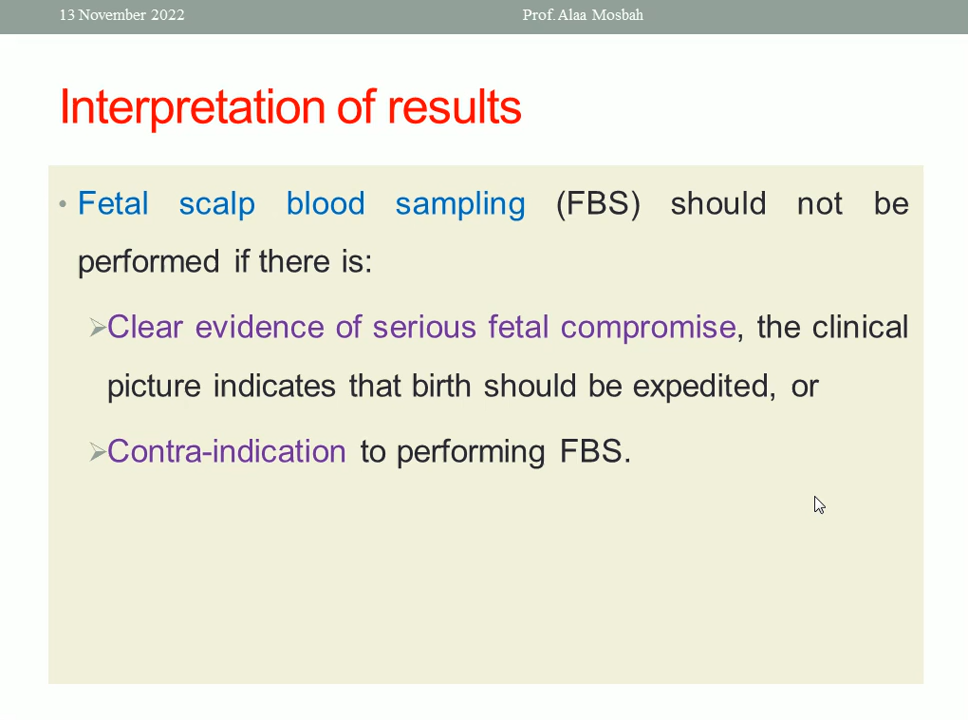 13 November 2022
Prof. Alaa Mosbah
Interpretation of results
• Fetal scalp blood sampling (FBS) should not be
performed if there is:
➢Clear evidence of serious fetal compromise, the clinical
picture indicates that birth should be expedited, or
➢Contra-indication to performing FBS.